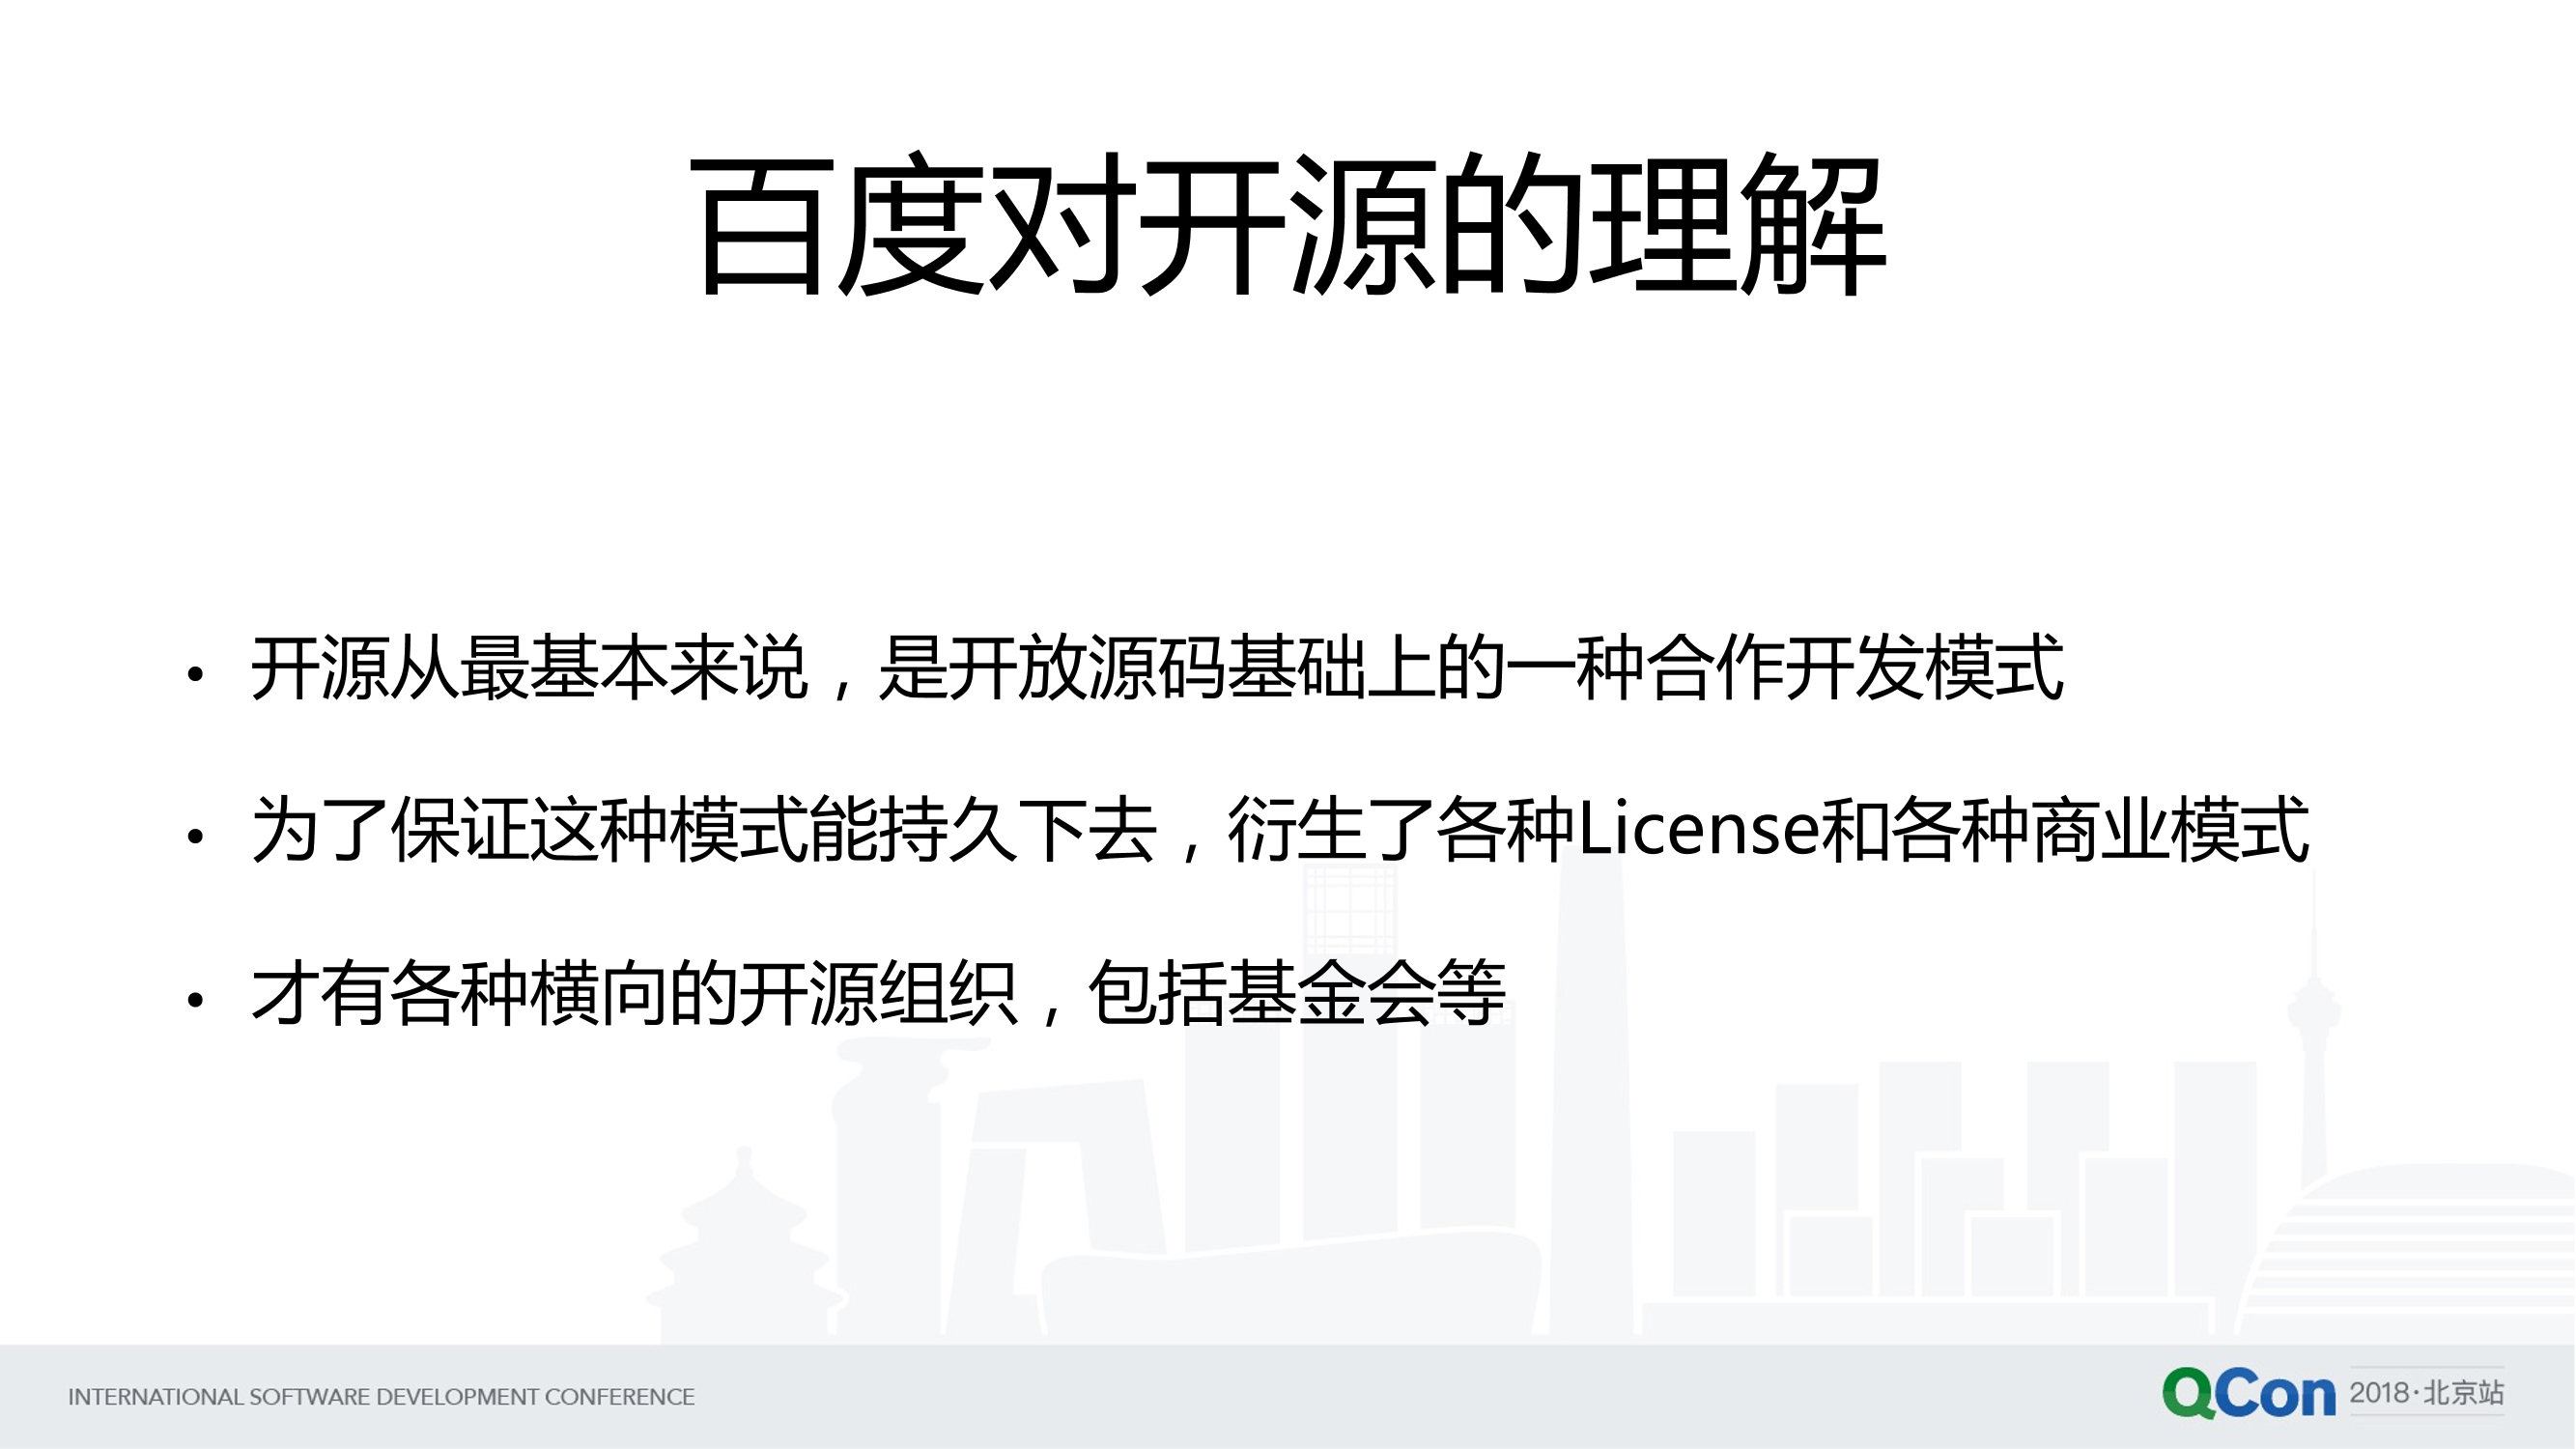 百度对开源的理解
• 开源从最基本来说，是开放源码基础上的一种合作开发模式
• 为了保证这种模式能持久下去，衍生了各种License和各种商业模式
• 才有各种横向的开源组织，包括基金会等
INTERNATIONAL SOFTWARE DEVELOPMENT CONFERENCE
QCon 2018·北京站